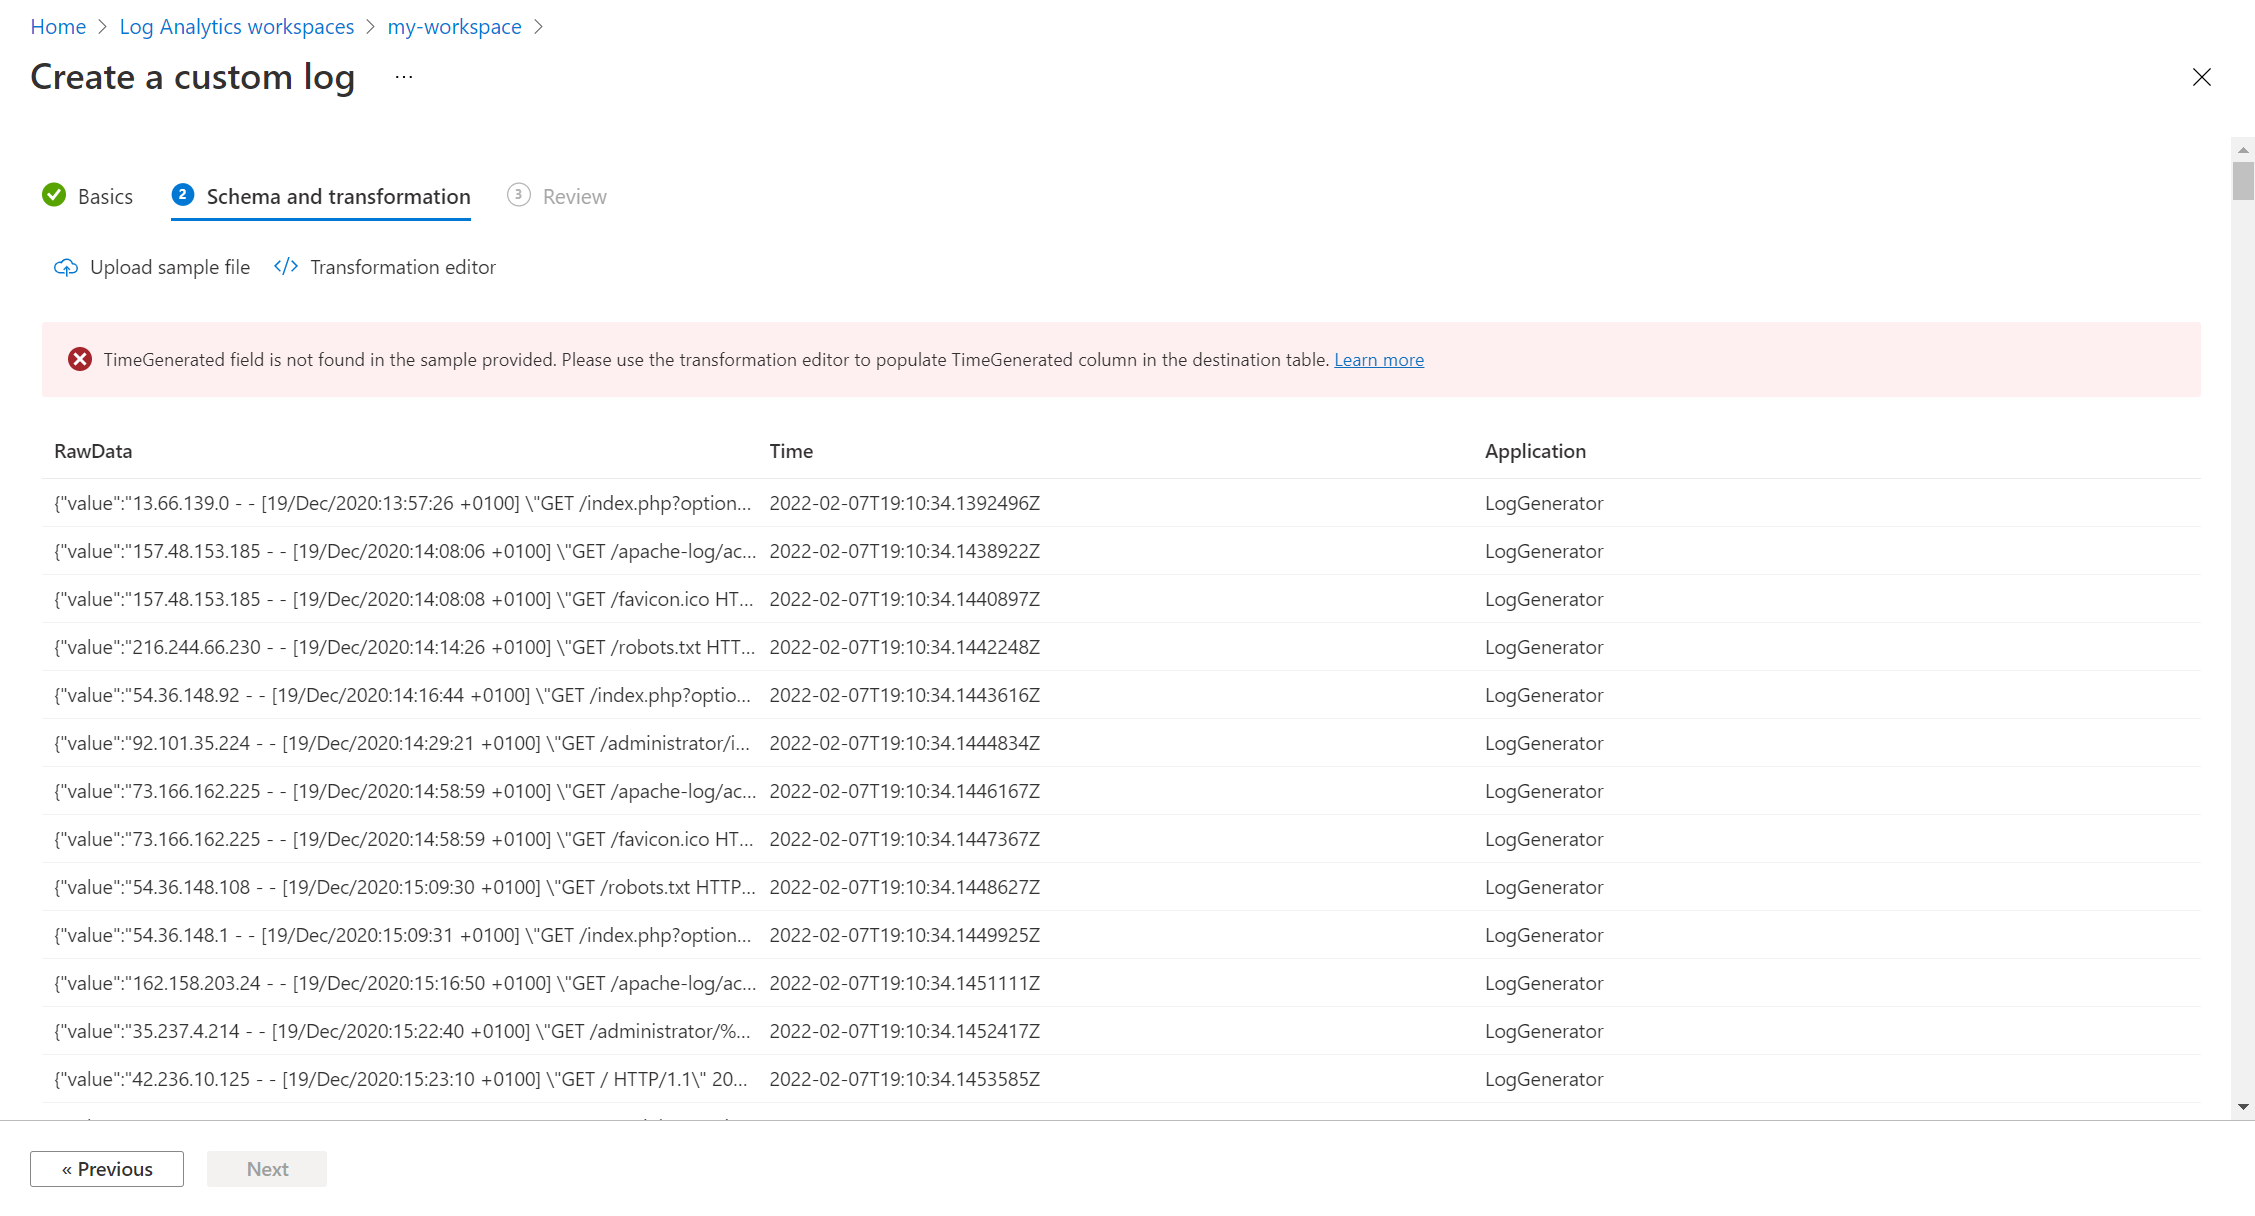 Home > Log Analytics workspaces > my-workspace >
Create a custom log ...
Basics 2 Schema and transformation 3 Review
Upload sample file </> Transformation editor
TimeGenerated field is not found in the sample provided. Please use the transformation editor to populate TimeGenerated column in the destination table. Learn more
RawData Time Application
{"value":"13.66.139.0 - - [19/Dec/2020:13:57:26 +0100] \"GET /index.php?option... 2022-02-07T19:10:34.1392496Z LogGenerator
{"value":"157.48.153.185 - - [19/Dec/2020:14:08:06 +0100] \"GET /apache-log/ac... 2022-02-07T19:10:34.1438922Z LogGenerator
{"value":"157.48.153.185 - - [19/Dec/2020:14:08:08 +0100] \"GET /favicon.ico HT... 2022-02-07T19:10:34.1440897Z LogGenerator
{"value":"216.244.66.230 - - [19/Dec/2020:14:14:26 +0100] \"GET /robots.txt HTT... 2022-02-07T19:10:34.1442248Z LogGenerator
{"value":"54.36.148.92 - - [19/Dec/2020:14:16:44 +0100] \"GET /index.php?optio... 2022-02-07T19:10:34.1443616Z LogGenerator
{"value":"92.101.35.224 - - [19/Dec/2020:14:29:21 +0100] \"GET /administrator/i... 2022-02-07T19:10:34.1444834Z LogGenerator
{"value":"73.166.162.225 - - [19/Dec/2020:14:58:59 +0100] \"GET /apache-log/ac... 2022-02-07T19:10:34.1446167Z LogGenerator
{"value":"73.166.162.225 - - [19/Dec/2020:14:58:59 +0100] \"GET /favicon.ico HT... 2022-02-07T19:10:34.1447367Z LogGenerator
{"value":"54.36.148.108 - - [19/Dec/2020:15:09:30 +0100] \"GET /robots.txt HTTP... 2022-02-07T19:10:34.1448627Z LogGenerator
{"value":"54.36.148.1 - - [19/Dec/2020:15:09:31 +0100] \"GET /index.php?option... 2022-02-07T19:10:34.1449925Z LogGenerator
{"value":"162.158.203.24 - - [19/Dec/2020:15:16:50 +0100] \"GET /apache-log/ac... 2022-02-07T19:10:34.1451111Z LogGenerator
{"value":"35.237.4.214 - - [19/Dec/2020:15:22:40 +0100] \"GET /administrator/%... 2022-02-07T19:10:34.1452417Z LogGenerator
{"value":"42.236.10.125 - - [19/Dec/2020:15:23:10 +0100] \"GET / HTTP/1.1\" 20... 2022-02-07T19:10:34.1453585Z LogGenerator
« Previous Next